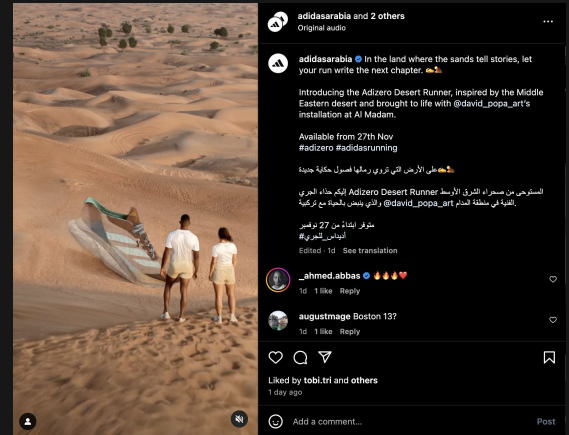 adidasarabia and 2 others
Original audio
adidasarabia In the land where the sands tell stories, let
your run write the next chapter. ✍️🏜️
Introducing the Adizero Desert Runner, inspired by the Middle
Eastern desert and brought to life with @david_popa_art's
installation at Al Madam.
Available from 27th Nov
#adizero #adidasrunning
على الأرض التي تروي رمالها فصول حكاية جديدة✍️🏜️
إليكم حذاء الجري Adizero Desert Runner المستوحى من صحراء الشرق الأوسط
والذي ينبض بالحياة مع تركيبة @david_popa_art
الفنية في منطقة المدام.
متوفر ابتداءً من 27 نوفمبر
#أديداس_للجري
Edited · 1d See translation
_ahmed.abbas 🔥🔥🔥❤️
1d 1 like Reply
augustmage Boston 13?
1d 1 like Reply
Liked by tobi.tri and others
1 day ago
Add a comment...
Post